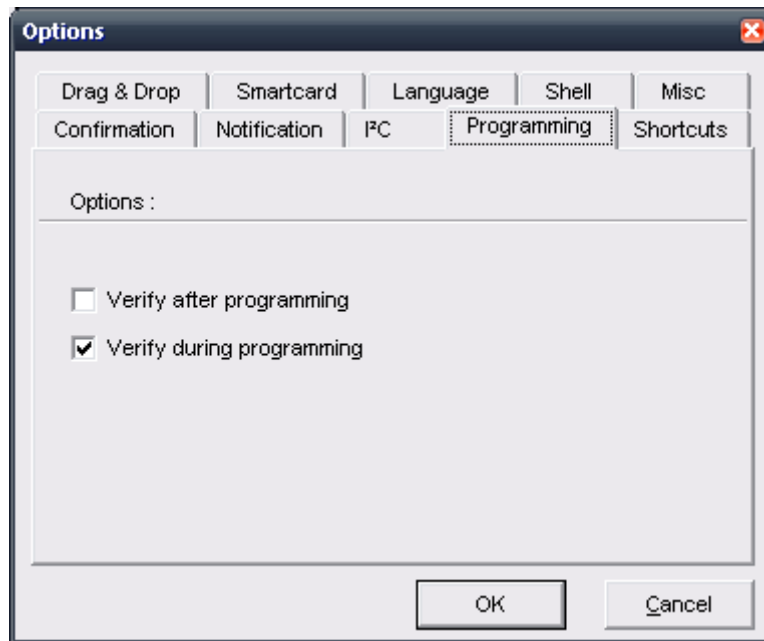 Options
Drag & Drop Smartcard Language Shell Misc
Confirmation Notification I²C Programming Shortcuts
Options :
Verify after programming
Verify during programming
OK Cancel